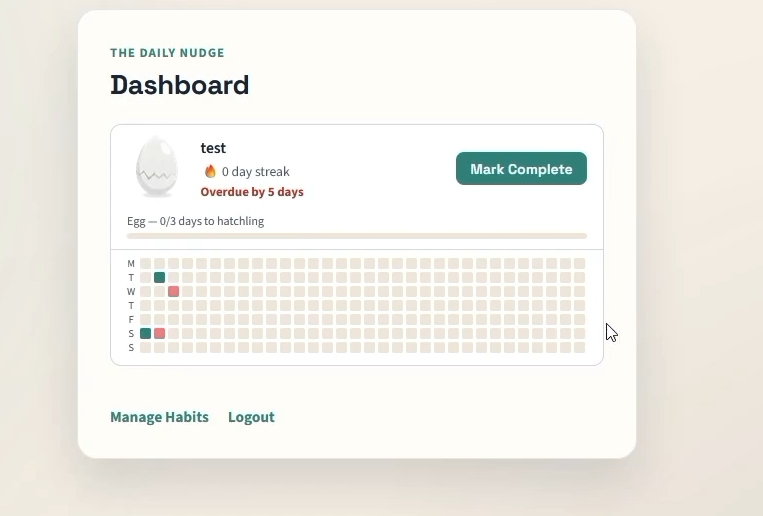 THE DAILY NUDGE
Dashboard
test
🔥 0 day streak
Overdue by 5 days
Mark Complete
Egg — 0/3 days to hatchling
M
T
W
T
F
S
S
Manage Habits Logout